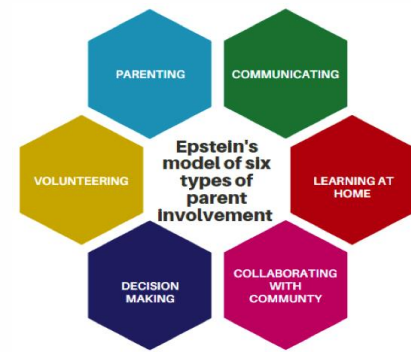 PARENTING
COMMUNICATING
VOLUNTEERING
Epstein's
model of six
types of
parent
involvement
LEARNING AT
HOME
DECISION
MAKING
COLLABORATING
WITH
COMMUNTY